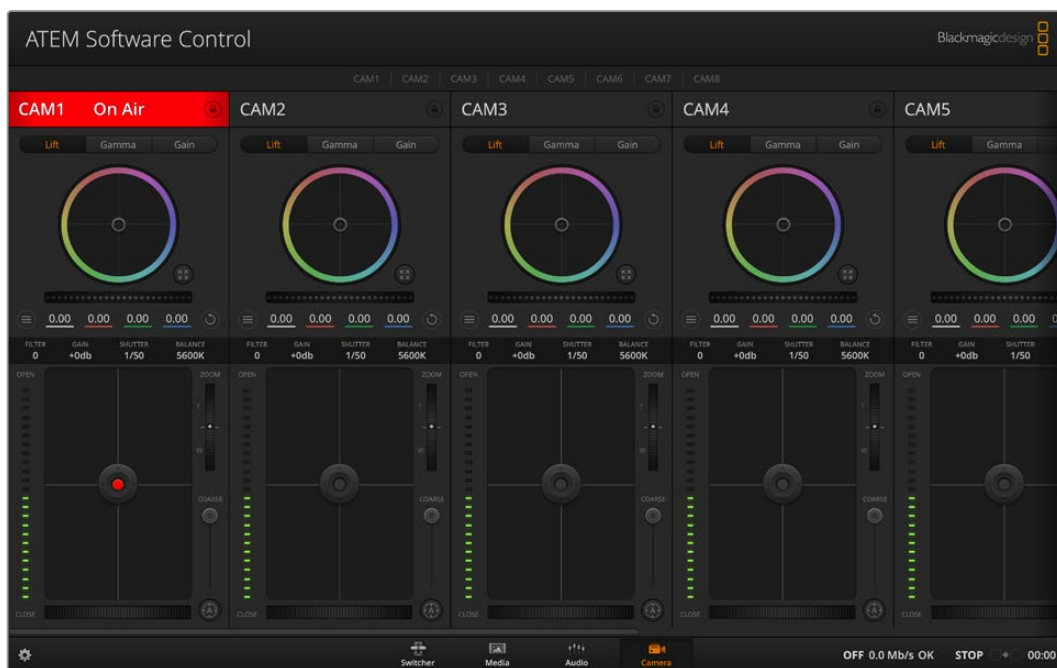 ATEM Software Control
Blackmagicdesign
CAM1 CAM2 CAM3 CAM4 CAM5 CAM6 CAM7 CAM8
CAM1 On Air CAM2 CAM3 CAM4 CAM5
Lift Gamma Gain Lift Gamma Gain Lift Gamma Gain Lift Gamma Gain Lift Gamma
0.00 0.00 0.00 0.00 0.00 0.00 0.00 0.00 0.00 0.00 0.00 0.00 0.00 0.00 0.00 0.00 0.00 0.00 0.00
FILTER GAIN SHUTTER BALANCE FILTER GAIN SHUTTER BALANCE FILTER GAIN SHUTTER BALANCE FILTER GAIN SHUTTER BALANCE FILTER GAIN SHUTTER
0 +0db 1/50 5600K 0 +0db 1/50 5600K 0 +0db 1/50 5600K 0 +0db 1/50 5600K 0 +0db 1/50
OPEN ZOOM OPEN ZOOM OPEN ZOOM OPEN ZOOM OPEN
T T T T
W W W W
COARSE COARSE COARSE COARSE
CLOSE CLOSE CLOSE CLOSE CLOSE
Switcher Media Audio Camera
OFF 0.0 Mb/s OK STOP 00:00